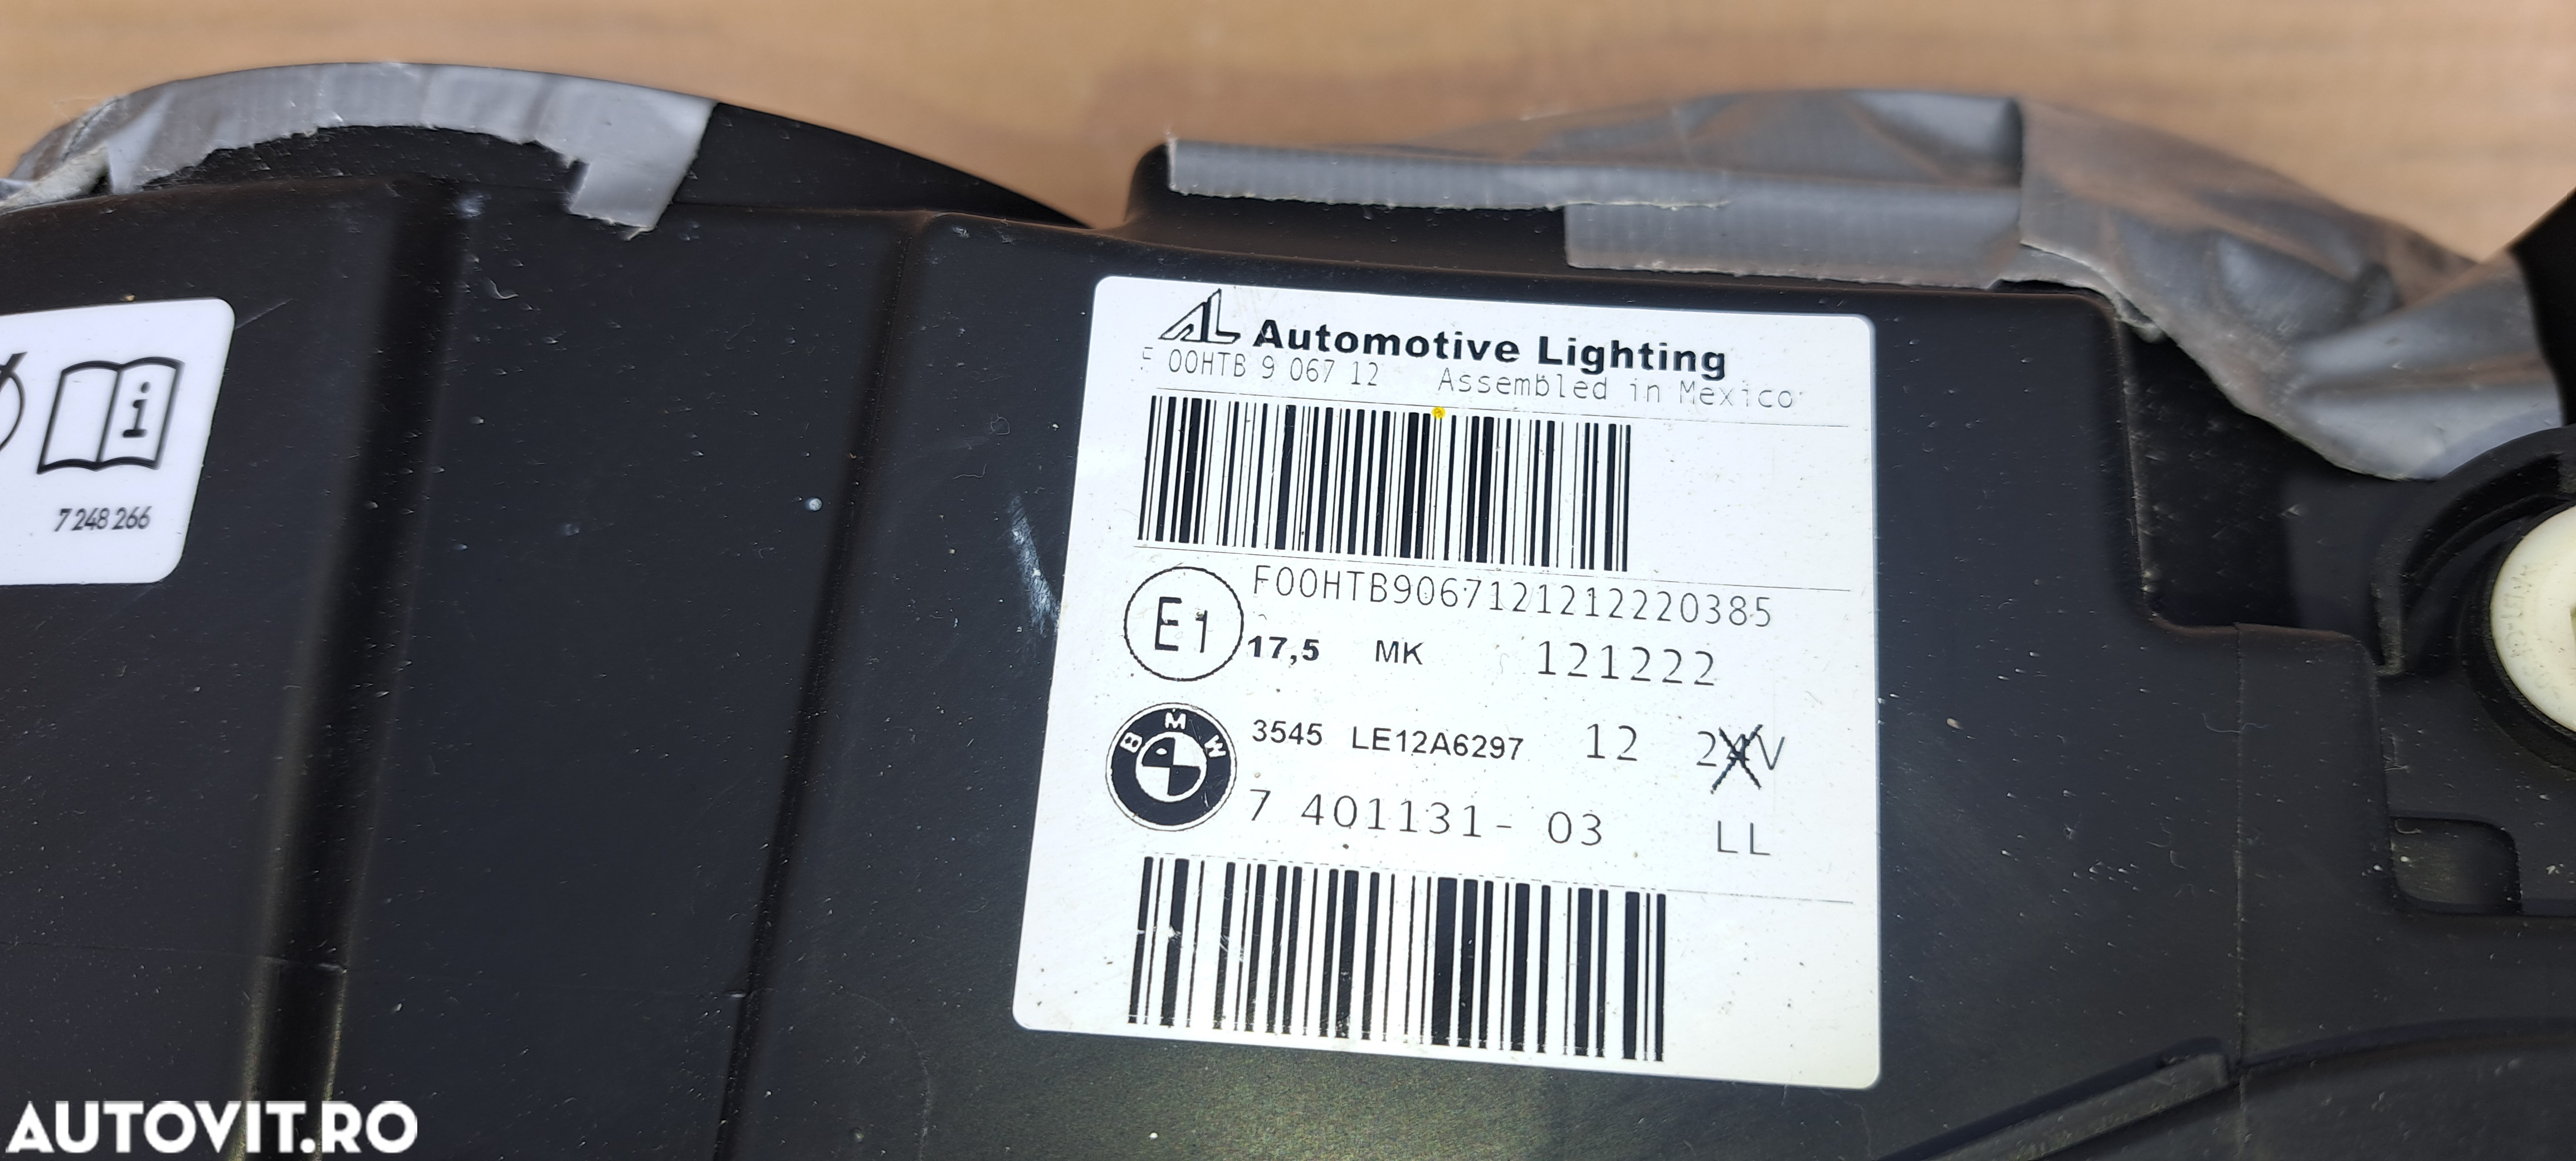 AL Automotive Lighting
F 00HTB 9 067 12 Assembled in Mexico
F00HTB9067121212220385
E1 17,5 MK 121222
BMW 3545 LE12A6297 12 24V
7 401131- 03 LL
i
7 248 266
AUTOVIT.RO